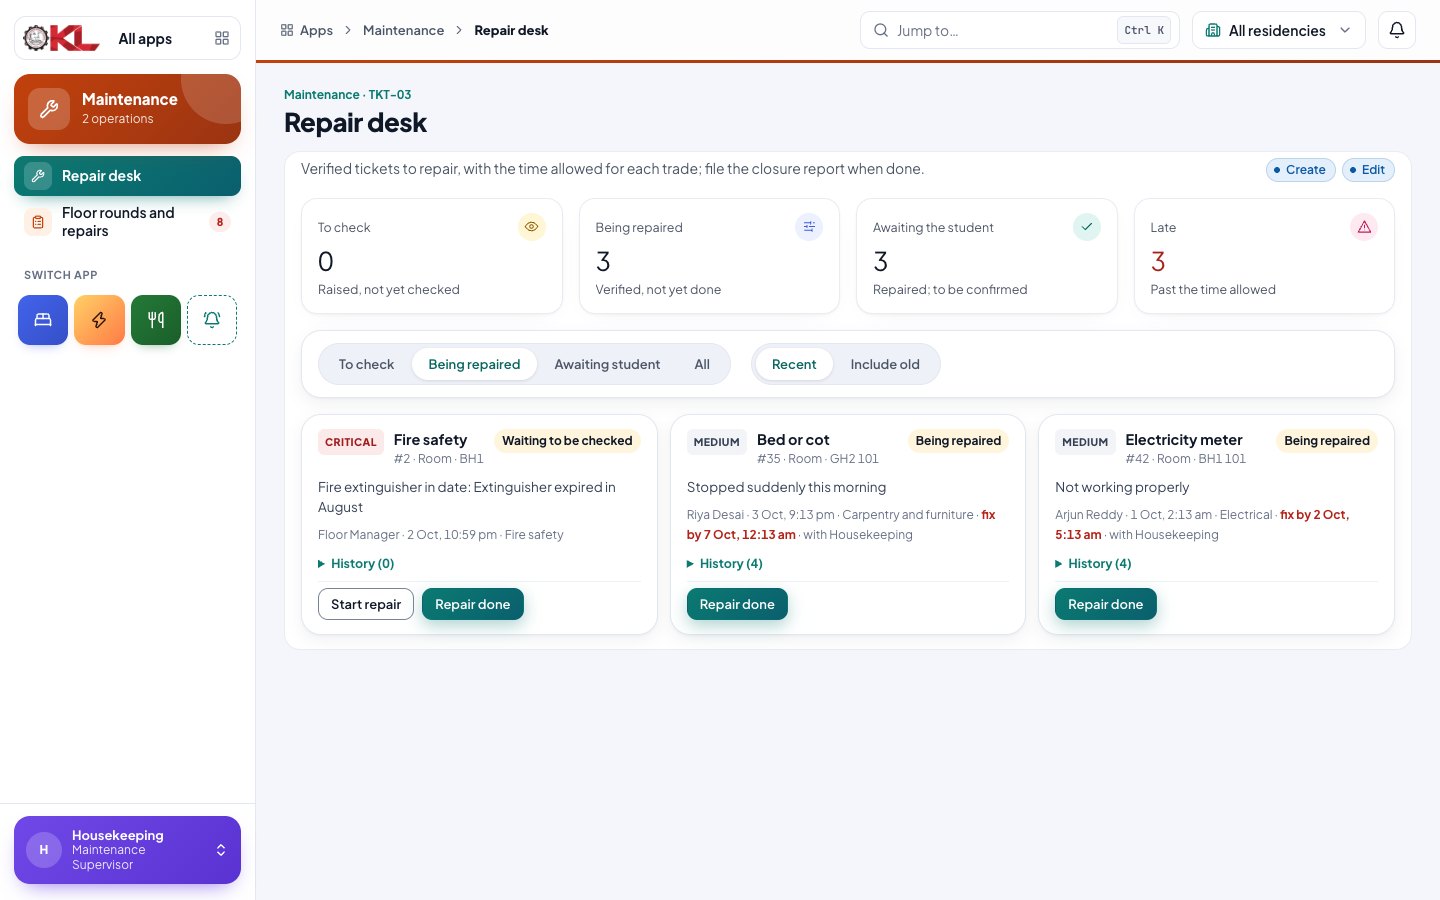 KL
All apps
Maintenance
2 operations
Repair desk
Floor rounds and
repairs
8
SWITCH APP
Housekeeping
Maintenance
Supervisor
H
Apps
Maintenance
Repair desk
Jump to...
Ctrl K
All residencies
Maintenance · TKT-03
Repair desk
Verified tickets to repair, with the time allowed for each trade; file the closure report when done.
Create
Edit
To check
0
Raised, not yet checked
Being repaired
3
Verified, not yet done
Awaiting the student
3
Repaired; to be confirmed
Late
3
Past the time allowed
To check
Being repaired
Awaiting student
All
Recent
Include old
CRITICAL
Fire safety
Waiting to be checked
#2 · Room · BH1
Fire extinguisher in date: Extinguisher expired in
August
Floor Manager · 2 Oct, 10:59 pm · Fire safety
History (0)
Start repair
Repair done
MEDIUM
Bed or cot
Being repaired
#35 · Room · GH2 101
Stopped suddenly this morning
Riya Desai · 3 Oct, 9:13 pm · Carpentry and furniture · fix
by 7 Oct, 12:13 am · with Housekeeping
History (4)
Repair done
MEDIUM
Electricity meter
Being repaired
#42 · Room · BH1 101
Not working properly
Arjun Reddy · 1 Oct, 2:13 am · Electrical · fix by 2 Oct,
5:13 am · with Housekeeping
History (4)
Repair done